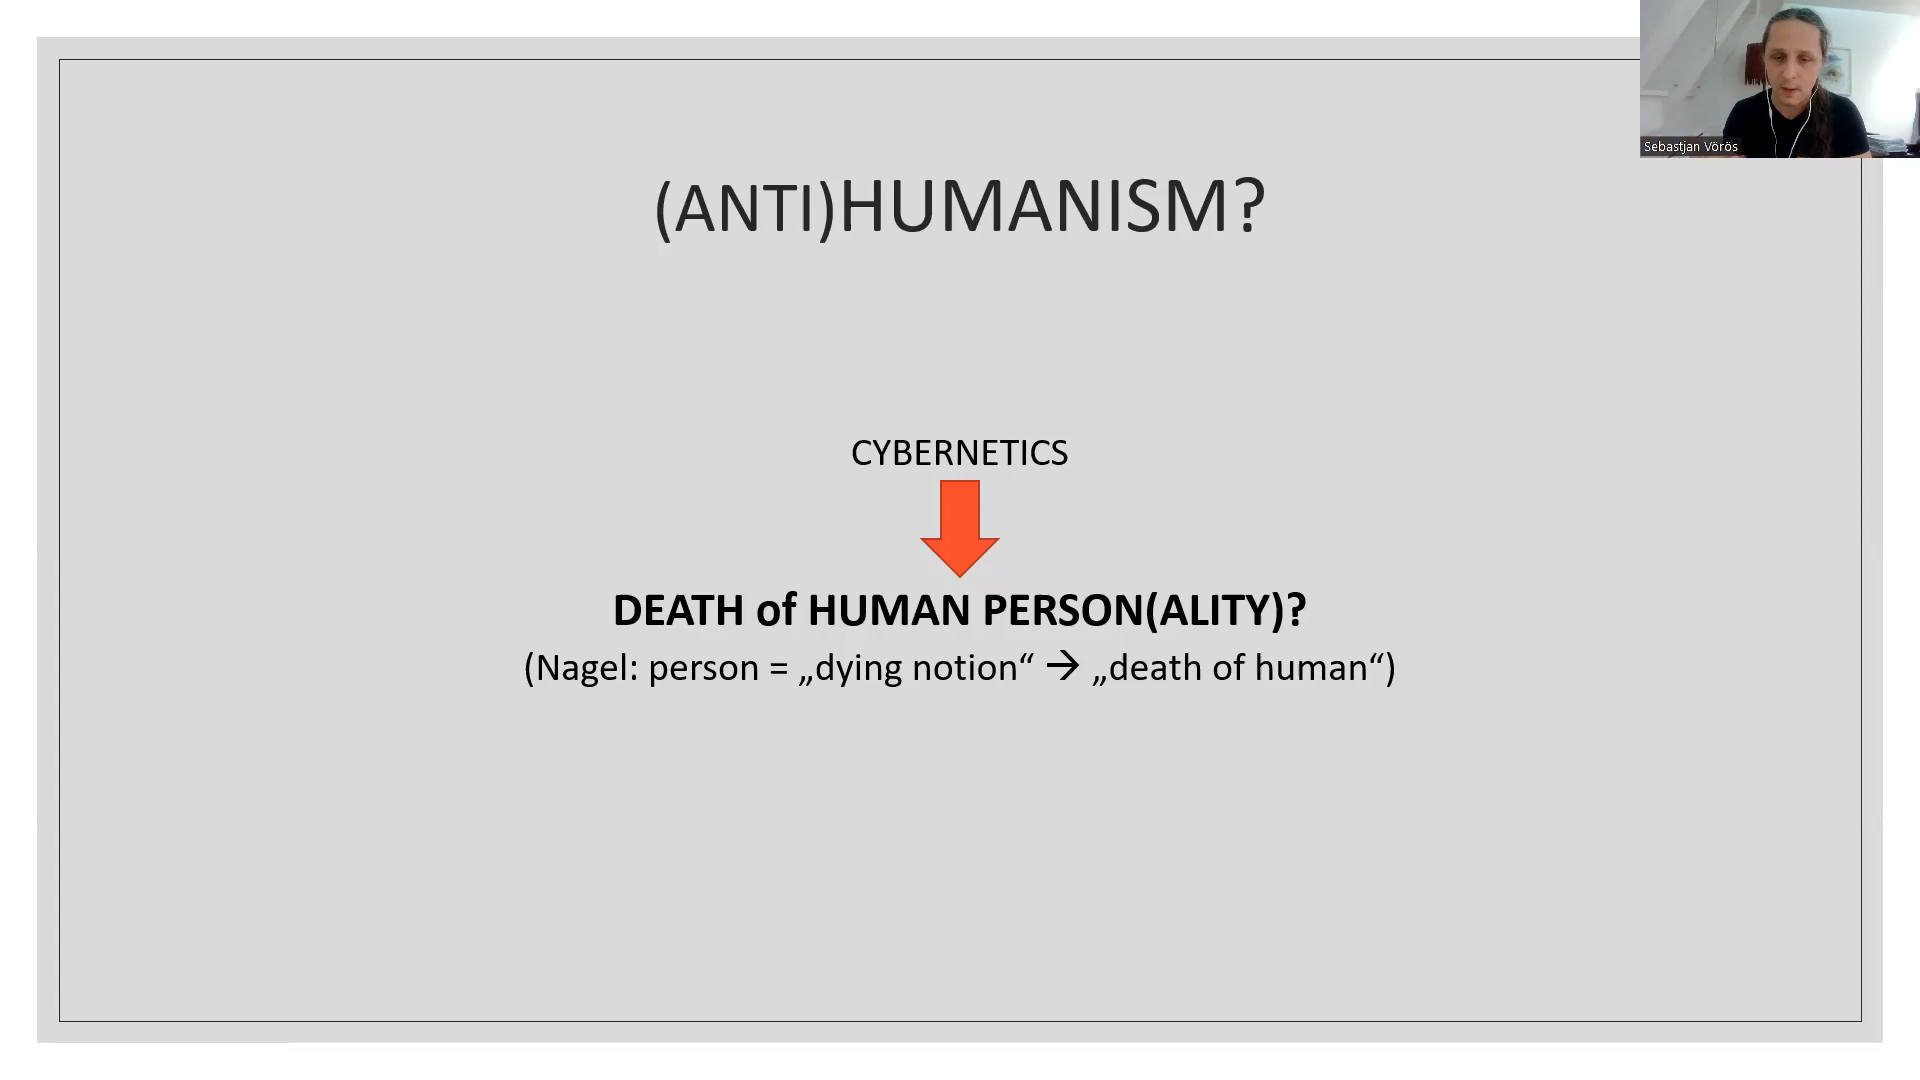 Sebastjan Vörös
(ANTI)HUMANISM?
CYBERNETICS
DEATH of HUMAN PERSON(ALITY)?
(Nagel: person = „dying notion“ → „death of human“)